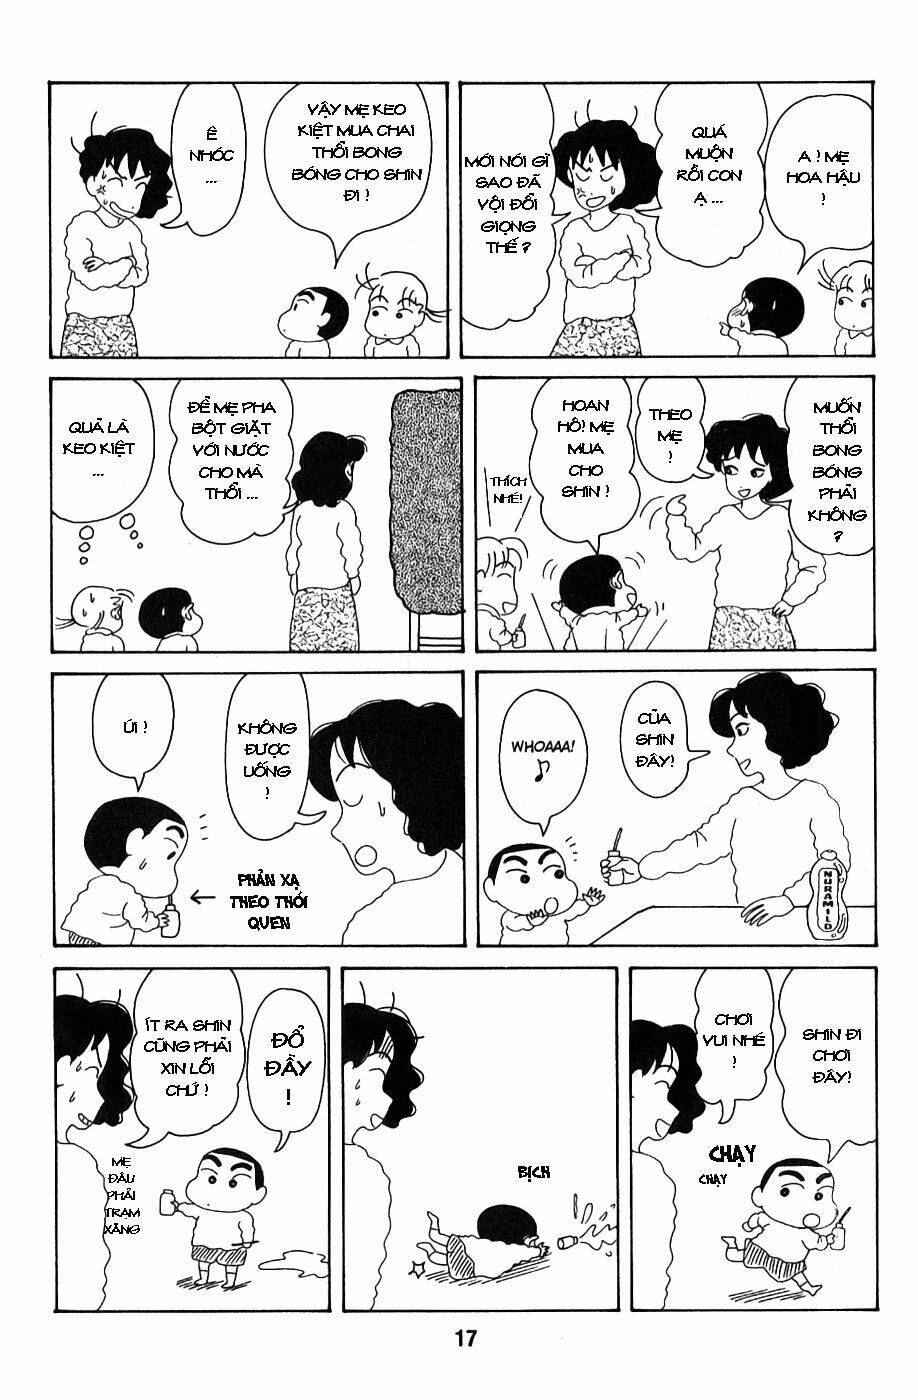 VẬY MẸ KEO
KIỆT MUA CHAI
THỔI BONG
BÓNG CHO SHIN
ĐI !
Ê
NHÓC
...
A ! MẸ
HOA HẬU
!
QUÁ
MUỘN
RỒI CON
Ạ ...
MỚI NÓI GÌ
SAO ĐÃ
VỘI ĐỔI
GIỌNG
THẾ ?
ĐỂ MẸ PHA
BỘT GIẶT
VỚI NƯỚC
CHO MÀ
THỔI ...
QUẢ LÀ
KEO KIỆT
...
MUỐN
THỔI
BONG
BÓNG
PHẢI
KHÔNG
?
THEO
MẸ
!
HOAN
HÔ! MẸ
MUA
CHO
SHIN !
THÍCH
NHÉ!
KHÔNG
ĐƯỢC
UỐNG
!
ÚI !
PHẢN XẠ
THEO THÓI
QUEN
CỦA
SHIN
ĐÂY!
WHOAAA!
NURAMILD
SHIN ĐI
CHƠI
ĐÂY!
CHƠI
VUI NHÉ
!
CHẠY
CHẠY
BỊCH
ĐỔ
ĐẦY
!
ÍT RA SHIN
CŨNG PHẢI
XIN LỖI
CHỨ !
MẸ
ĐÂU
PHẢI
TRẠM
XĂNG
17